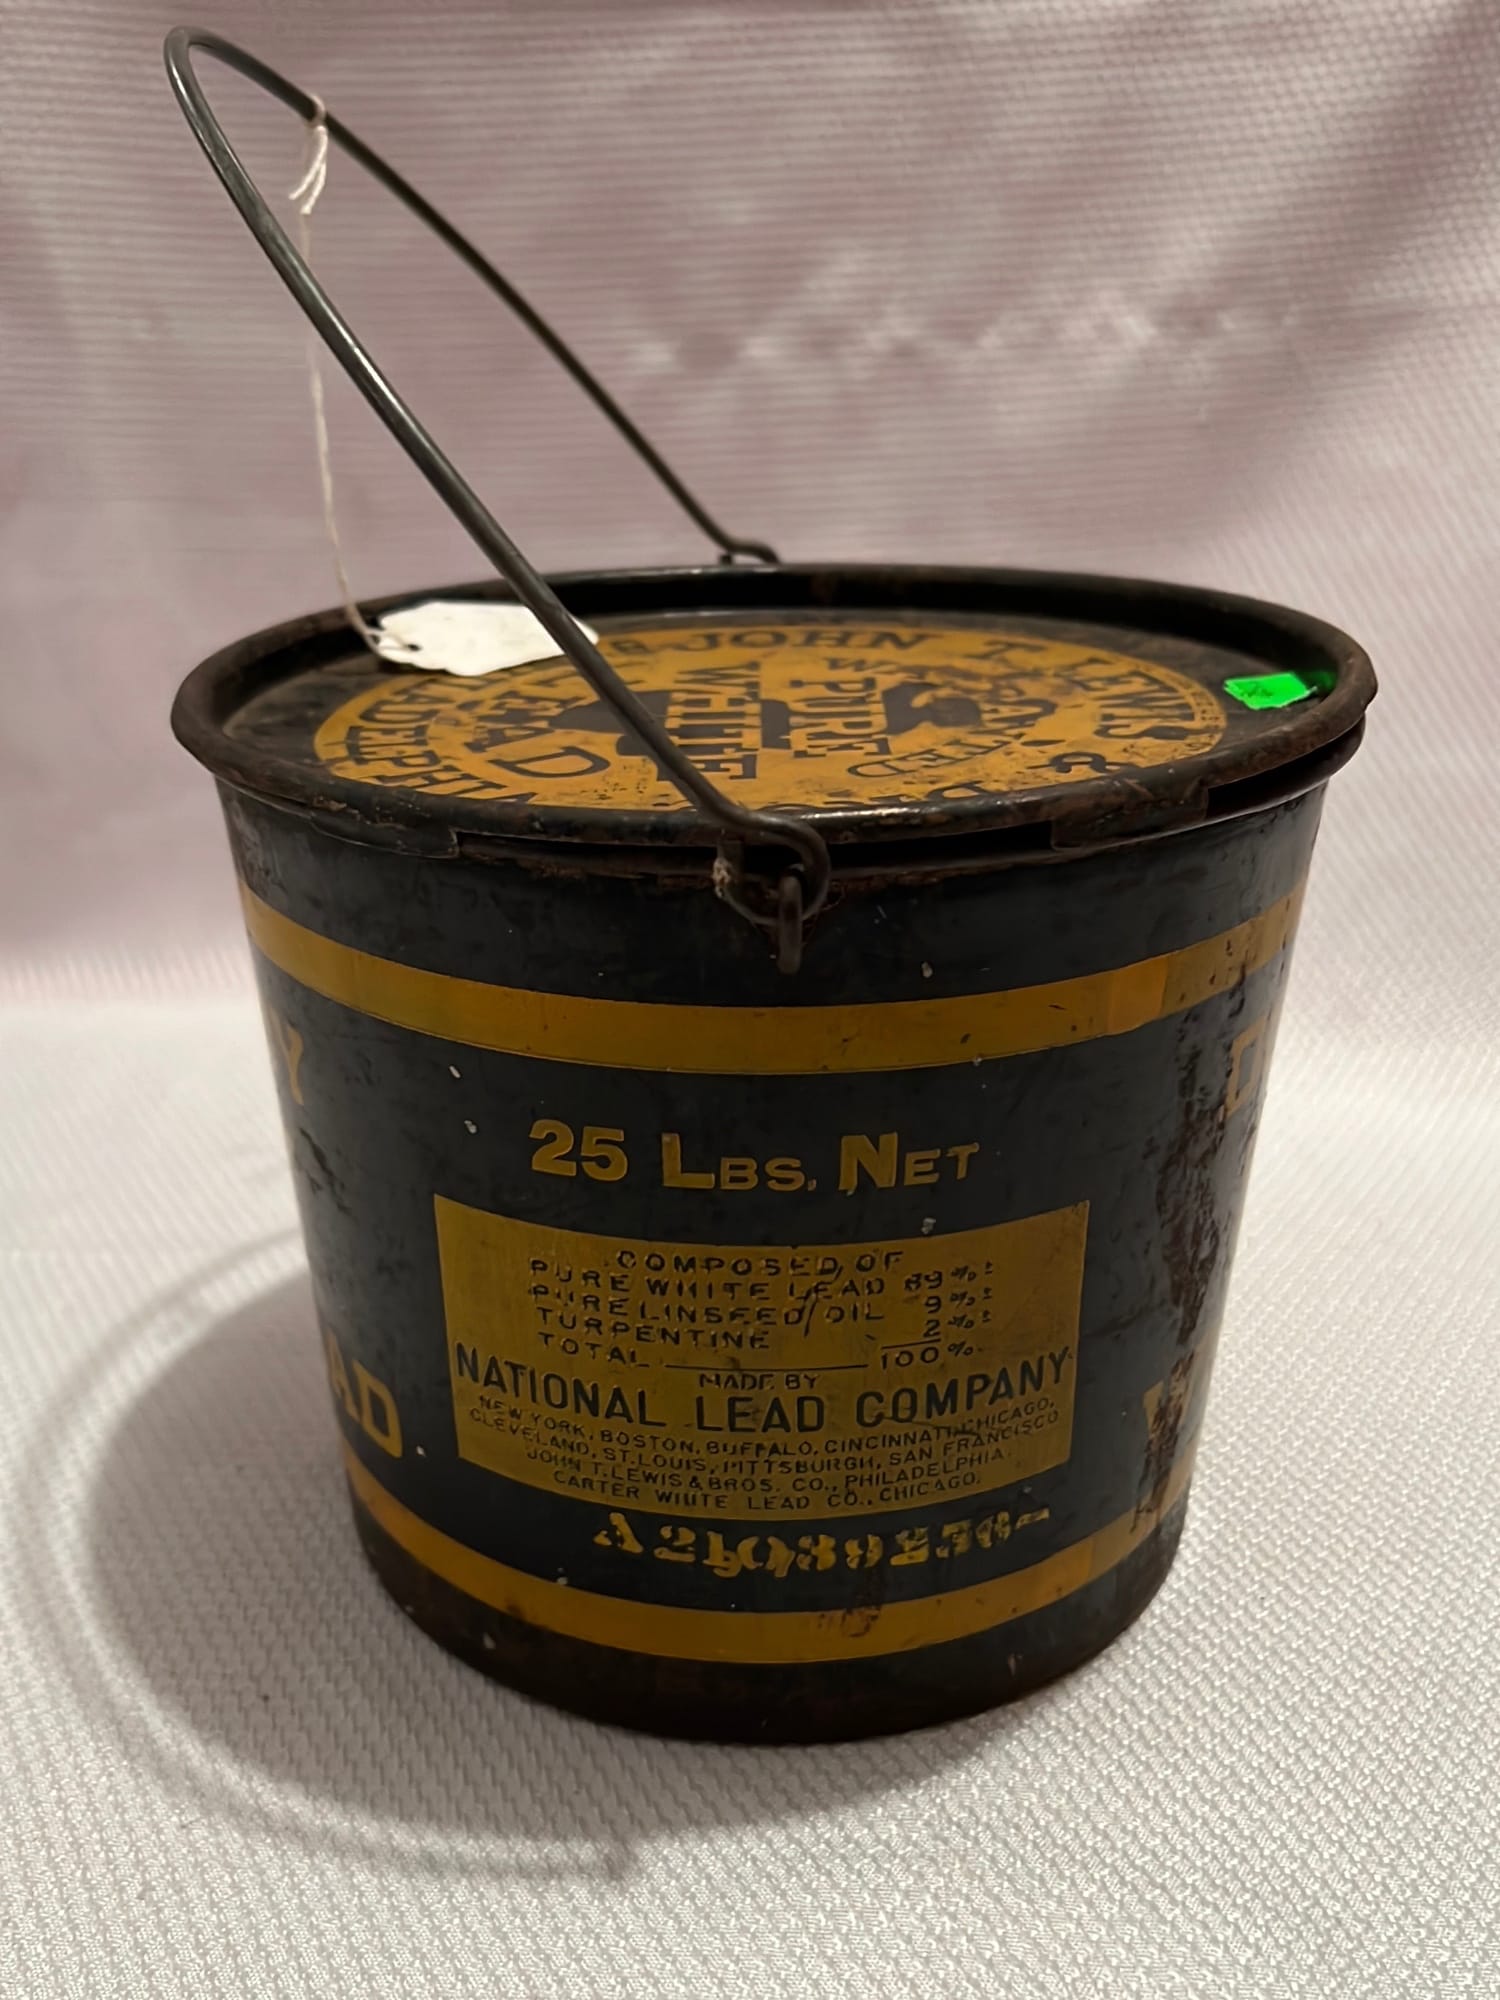 JOHN T. LEWIS &
PHILADELPHIA
WARRANTED
PURE
WHITE
LEAD
25 LBS. NET
COMPOSED OF
PURE WHITE LEAD 89%±
PURE LINSEED OIL 9%±
TURPENTINE 2%±
TOTAL 100%
MADE BY
NATIONAL LEAD COMPANY
NEW YORK, BOSTON, BUFFALO, CINCINNATI, CHICAGO,
CLEVELAND, ST. LOUIS, PITTSBURGH, SAN FRANCISCO
JOHN T. LEWIS & BROS. CO., PHILADELPHIA.
CARTER WHITE LEAD CO., CHICAGO.